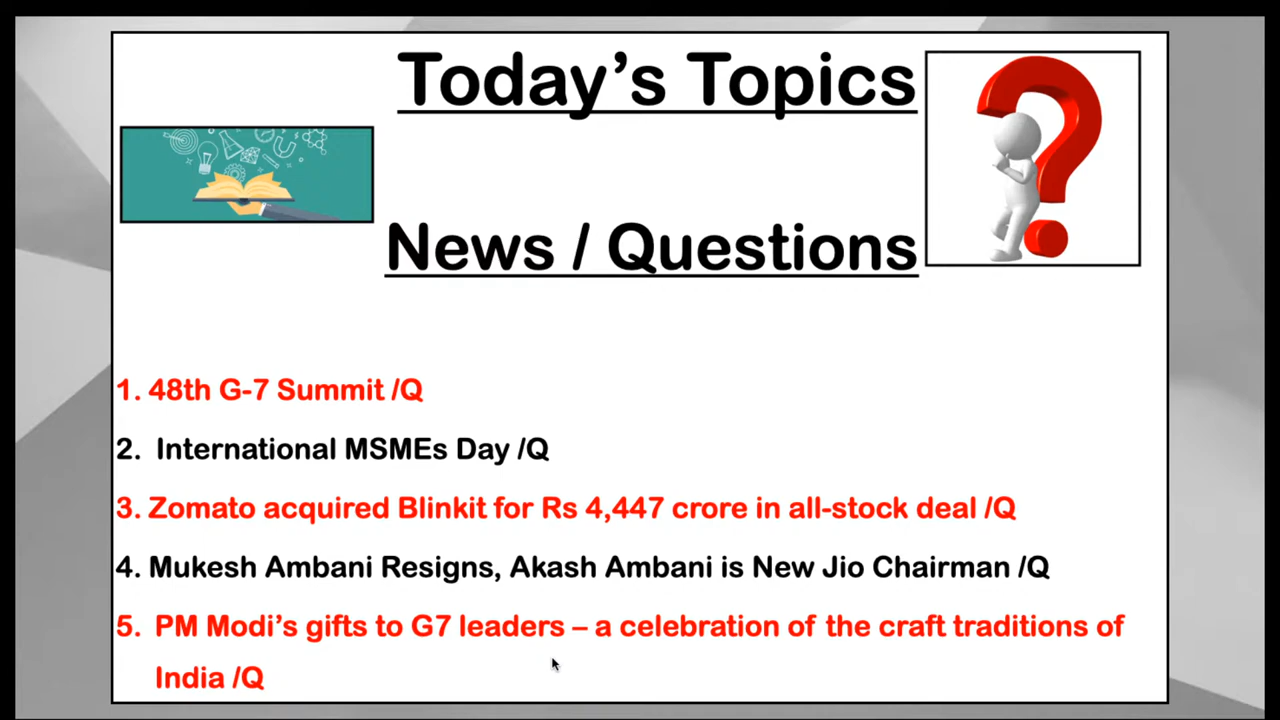 Today’s Topics
News / Questions
1. 48th G-7 Summit /Q
2. International MSMEs Day /Q
3. Zomato acquired Blinkit for Rs 4,447 crore in all-stock deal /Q
4. Mukesh Ambani Resigns, Akash Ambani is New Jio Chairman /Q
5. PM Modi’s gifts to G7 leaders – a celebration of the craft traditions of
India /Q